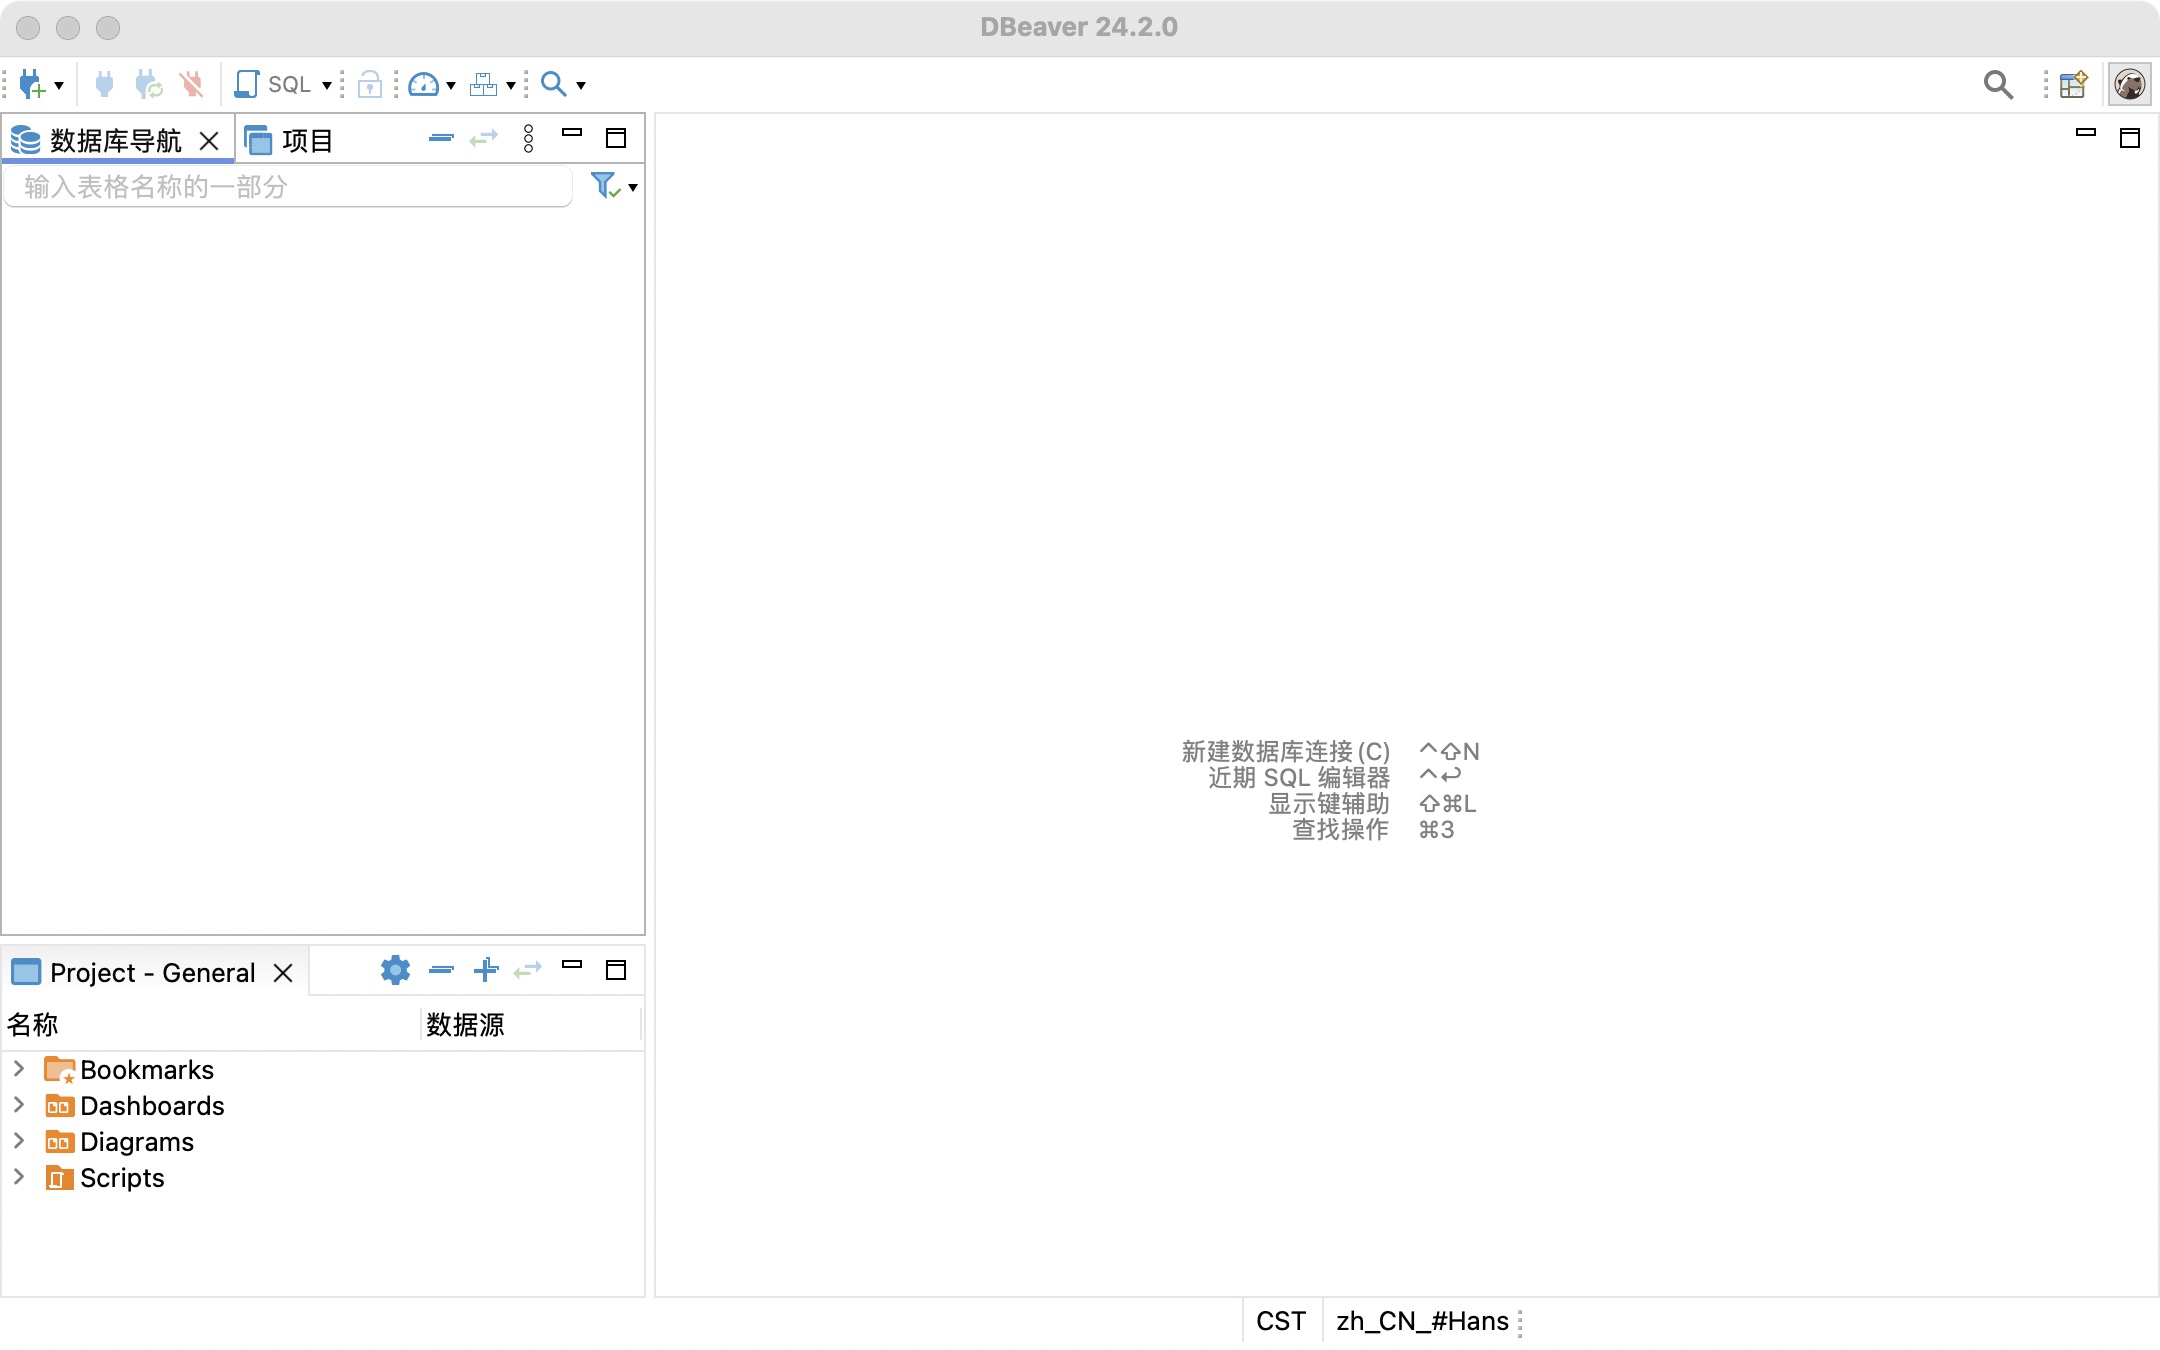 DBeaver 24.2.0
SQL
数据库导航
项目
输入表格名称的一部分
新建数据库连接(C) ^⇧N
近期 SQL 编辑器 ^↩
显示键辅助 ⇧⌘L
查找操作 ⌘3
Project - General
名称 数据源
Bookmarks
Dashboards
Diagrams
Scripts
CST zh_CN_#Hans